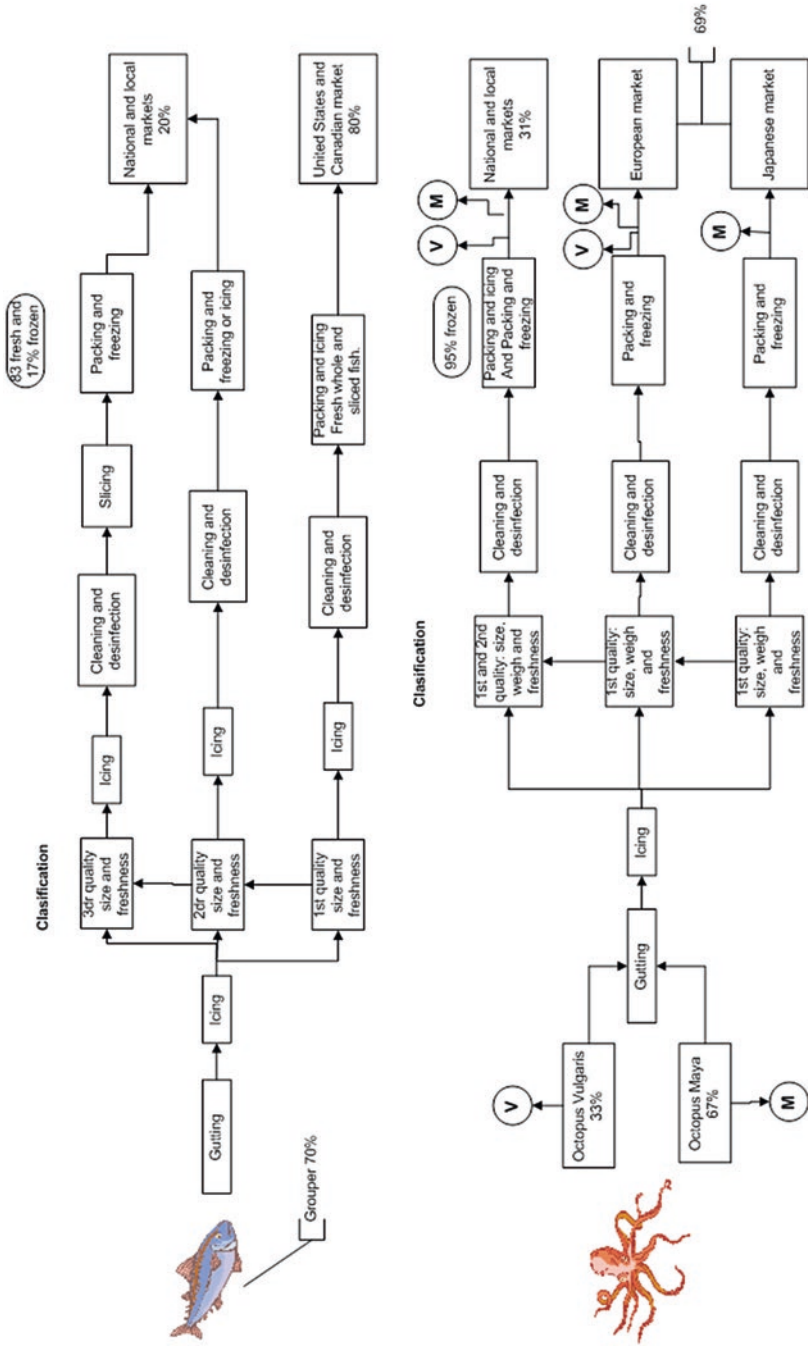 Grouper 70%
Gutting
Icing
Clasification
3dr quality
size and
freshness
Icing
Cleaning and
desinfection
Slicing
Packing and
freezing
83 fresh and
17% frozen
2dr quality
size and
freshness
Icing
Cleaning and
desinfection
Packing and
freezing or icing
National and local
markets
20%
1st quality
size and
freshness
Icing
Cleaning and
desinfection
Packing and icing
Fresh whole and
sliced fish.
United States and
Canadian market
80%
V
Octopus Vulgaris
33%
Octopus Maya
67%
M
Gutting
Icing
Clasification
1st and 2nd
quality: size,
weigh and
freshness
Cleaning and
desinfection
Packing and icing
And Packing and
freezing
95% frozen
V
M
National and local
markets
31%
1st quality:
size, weigh
and
freshness
Cleaning and
desinfection
Packing and
freezing
V
M
European market
1st quality:
size, weigh
and
freshness
Cleaning and
desinfection
Packing and
freezing
M
Japanese market
69%